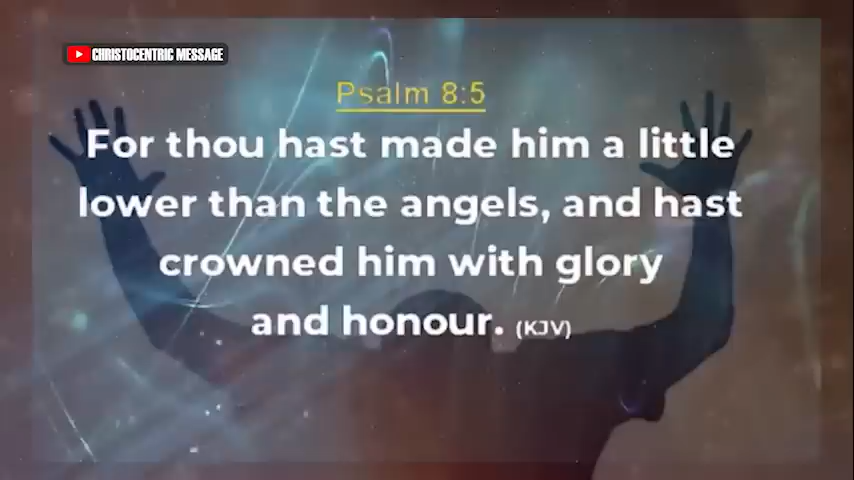 CHRISTOCENTRIC MESSAGE
Psalm 8:5
For thou hast made him a little
lower than the angels, and hast
crowned him with glory
and honour. (KJV)